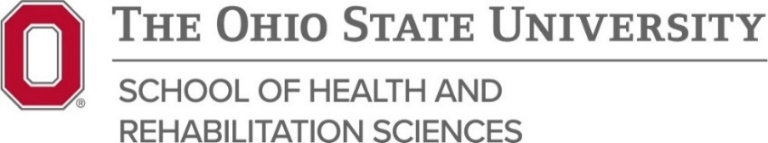 THE OHIO STATE UNIVERSITY
SCHOOL OF HEALTH AND
REHABILITATION SCIENCES